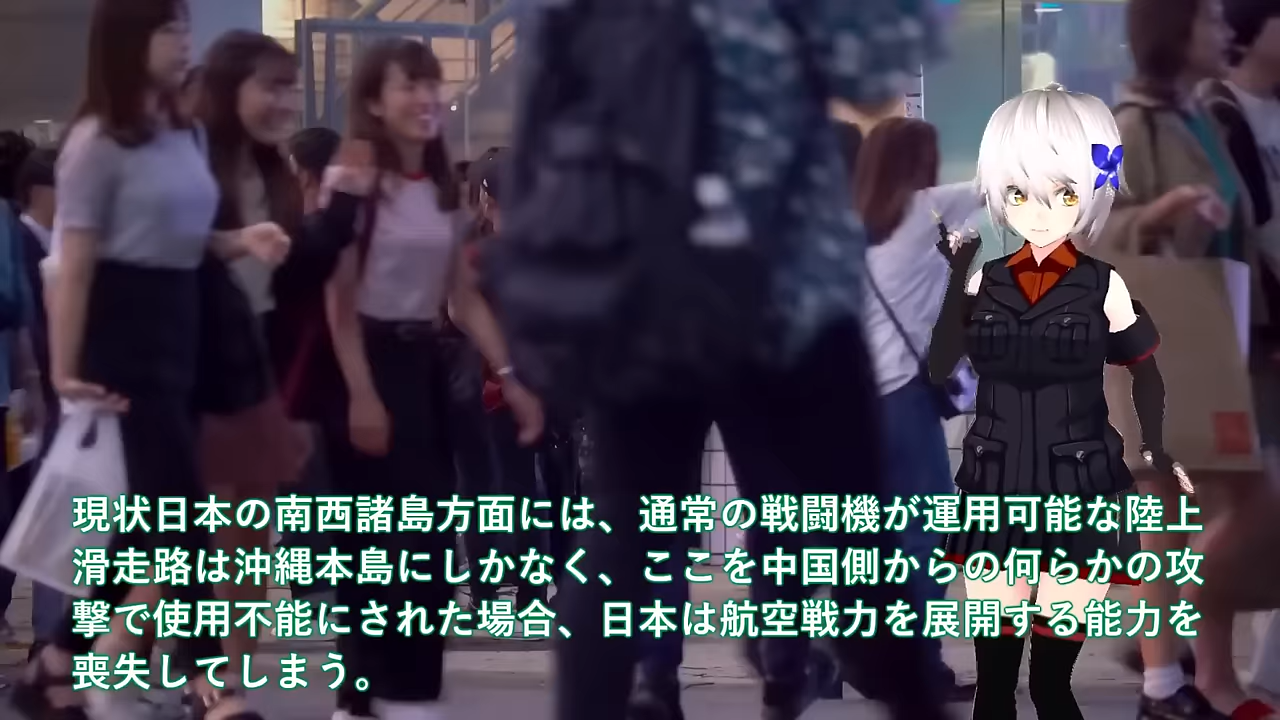 現状日本の南西諸島方面には、通常の戦闘機が運用可能な陸上
滑走路は沖縄本島にしかなく、ここを中国側からの何らかの攻
撃で使用不能にされた場合、日本は航空戦力を展開する能力を
喪失してしまう。